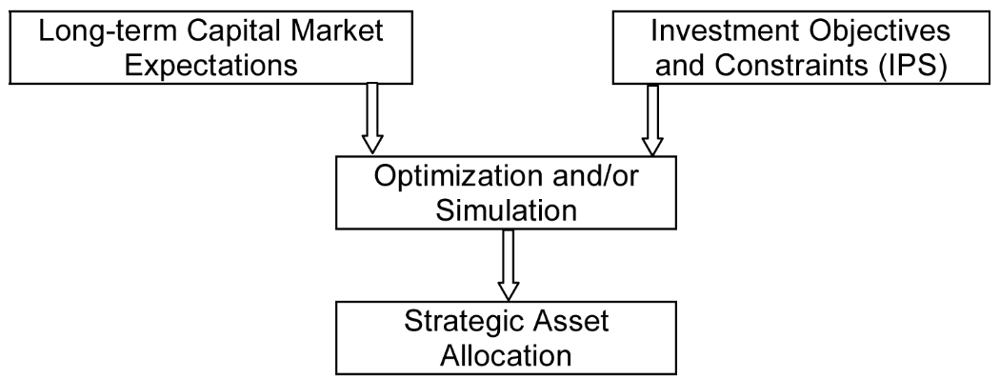 Long-term Capital Market
Expectations
Investment Objectives
and Constraints (IPS)
Optimization and/or
Simulation
Strategic Asset
Allocation